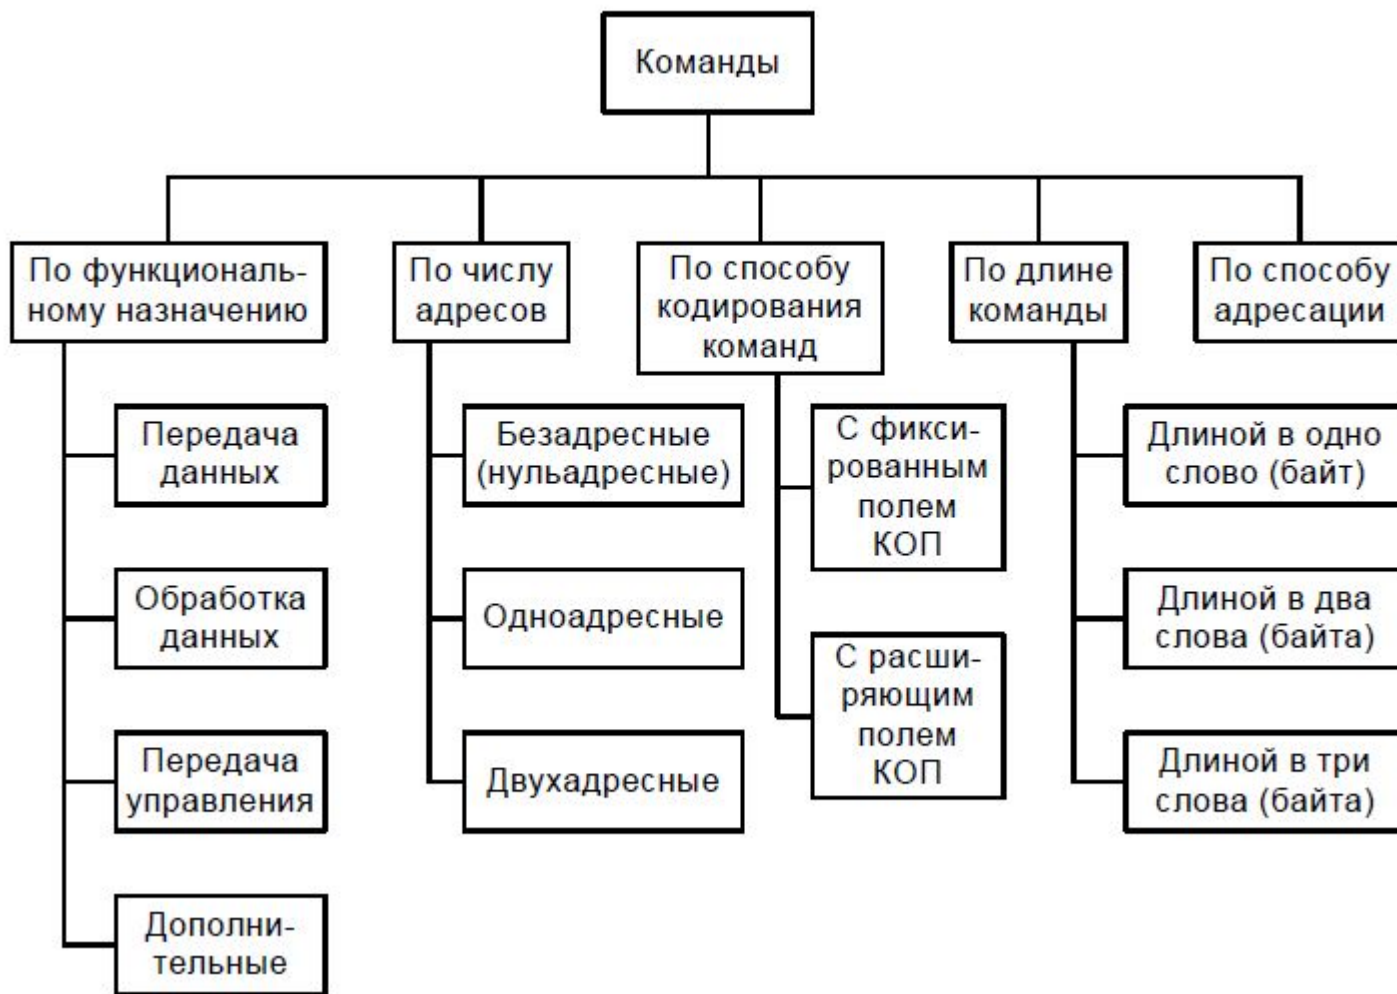 Команды
По функциональ-
ному назначению
По числу
адресов
По способу
кодирования
команд
По длине
команды
По способу
адресации
Передача
данных
Обработка
данных
Передача
управления
Дополни-
тельные
Безадресные
(нульадресные)
Одноадресные
Двухадресные
С фикси-
рованным
полем
КОП
С расши-
ряющим
полем
КОП
Длиной в одно
слово (байт)
Длиной в два
слова (байта)
Длиной в три
слова (байта)